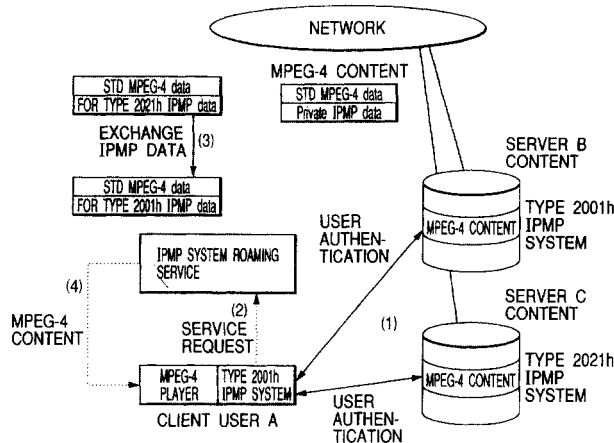 NETWORK
MPEG-4 CONTENT
STD MPEG-4 data
Private IPMP data
STD MPEG-4 data
FOR TYPE 2021h IPMP data
EXCHANGE
IPMP DATA
(3)
STD MPEG-4 data
FOR TYPE 2001h IPMP data
SERVER B
CONTENT
MPEG-4 CONTENT
TYPE 2001h
IPMP
SYSTEM
USER
AUTHEN-
TICATION
IPMP SYSTEM ROAMING
SERVICE
(4)
MPEG-4
CONTENT
(2)
SERVICE
REQUEST
(1)
SERVER C
CONTENT
MPEG-4 CONTENT
TYPE 2021h
IPMP
SYSTEM
MPEG-4
PLAYER
TYPE 2001h
IPMP SYSTEM
CLIENT USER A
USER
AUTHEN-
TICATION